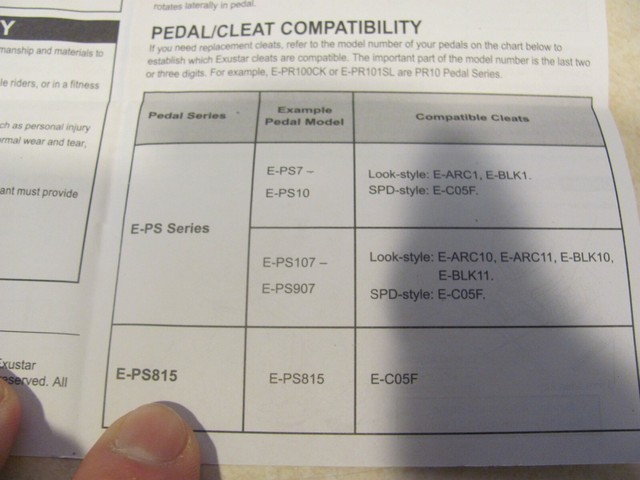 rotates laterally in pedal.
Y
PEDAL/CLEAT COMPATIBILITY
manship and materials to
If you need replacement cleats, refer to the model number of your pedals on the chart below to
establish which Exustar cleats are compatible. The important part of the model number is the last two
or three digits. For example, E-PR100CK or E-PR101SL are PR10 Pedal Series.
le riders, or in a fitness
ch as personal injury
ormal wear and tear,
ant must provide
Exustar
eserved. All
Pedal Series
Example
Pedal Model
Compatible Cleats
E-PS Series
E-PS7 –
E-PS10
Look-style: E-ARC1, E-BLK1.
SPD-style: E-C05F.
E-PS107 –
E-PS907
Look-style: E-ARC10, E-ARC11, E-BLK10,
E-BLK11.
SPD-style: E-C05F.
E-PS815
E-PS815
E-C05F